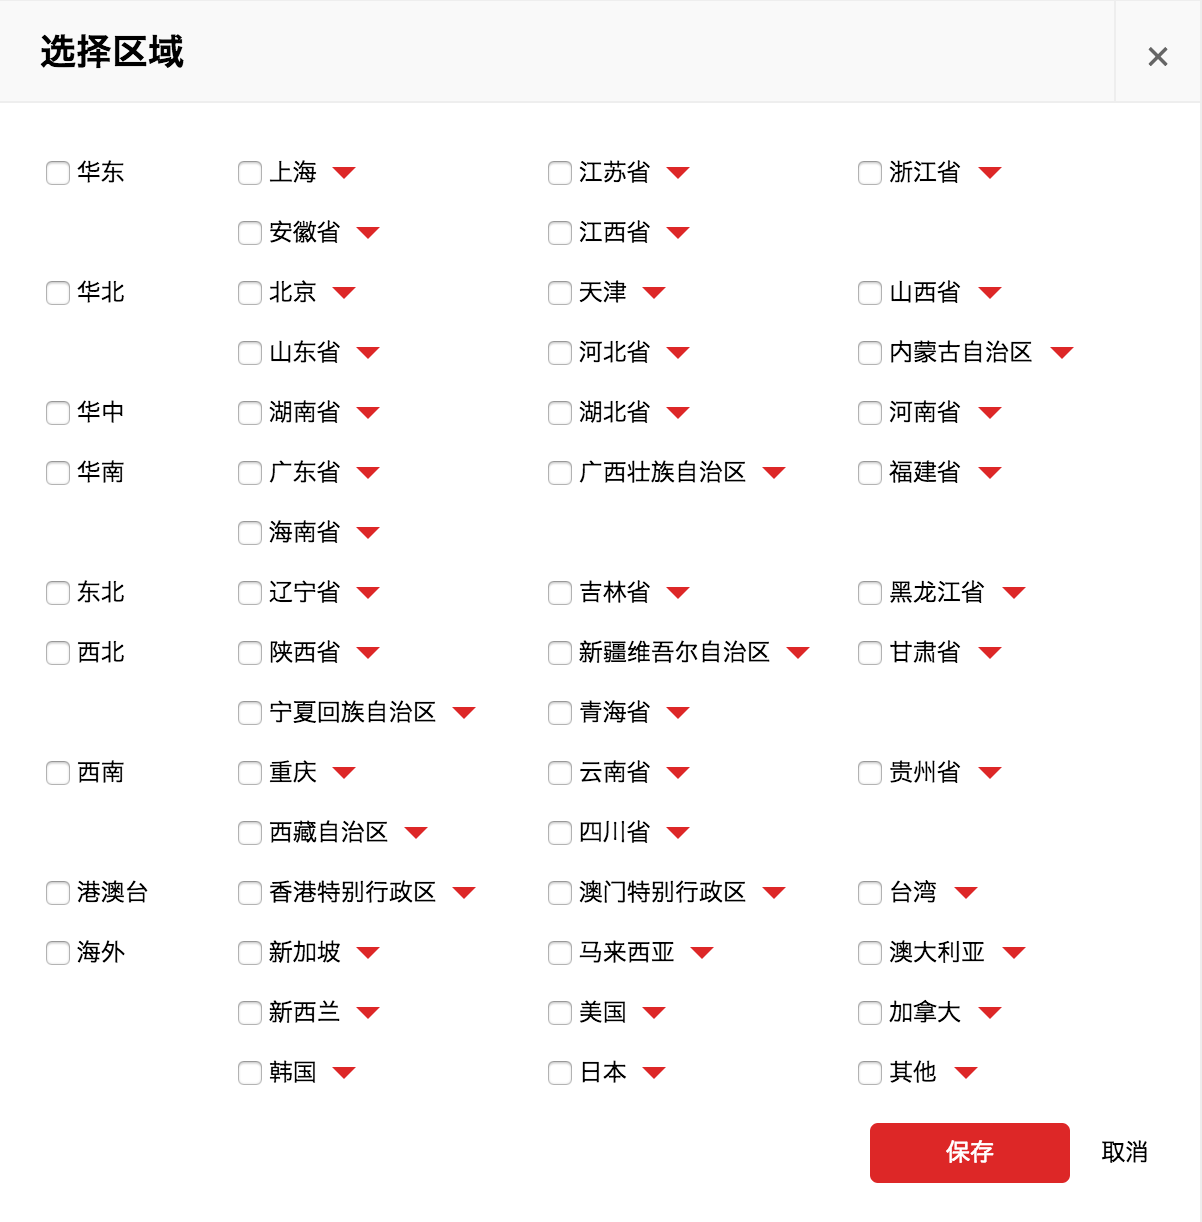 选择区域
华东 上海 江苏省 浙江省
安徽省 江西省
华北 北京 天津 山西省
山东省 河北省 内蒙古自治区
华中 湖南省 湖北省 河南省
华南 广东省 广西壮族自治区 福建省
海南省
东北 辽宁省 吉林省 黑龙江省
西北 陕西省 新疆维吾尔自治区 甘肃省
宁夏回族自治区 青海省
西南 重庆 云南省 贵州省
西藏自治区 四川省
港澳台 香港特别行政区 澳门特别行政区 台湾
海外 新加坡 马来西亚 澳大利亚
新西兰 美国 加拿大
韩国 日本 其他
保存 取消